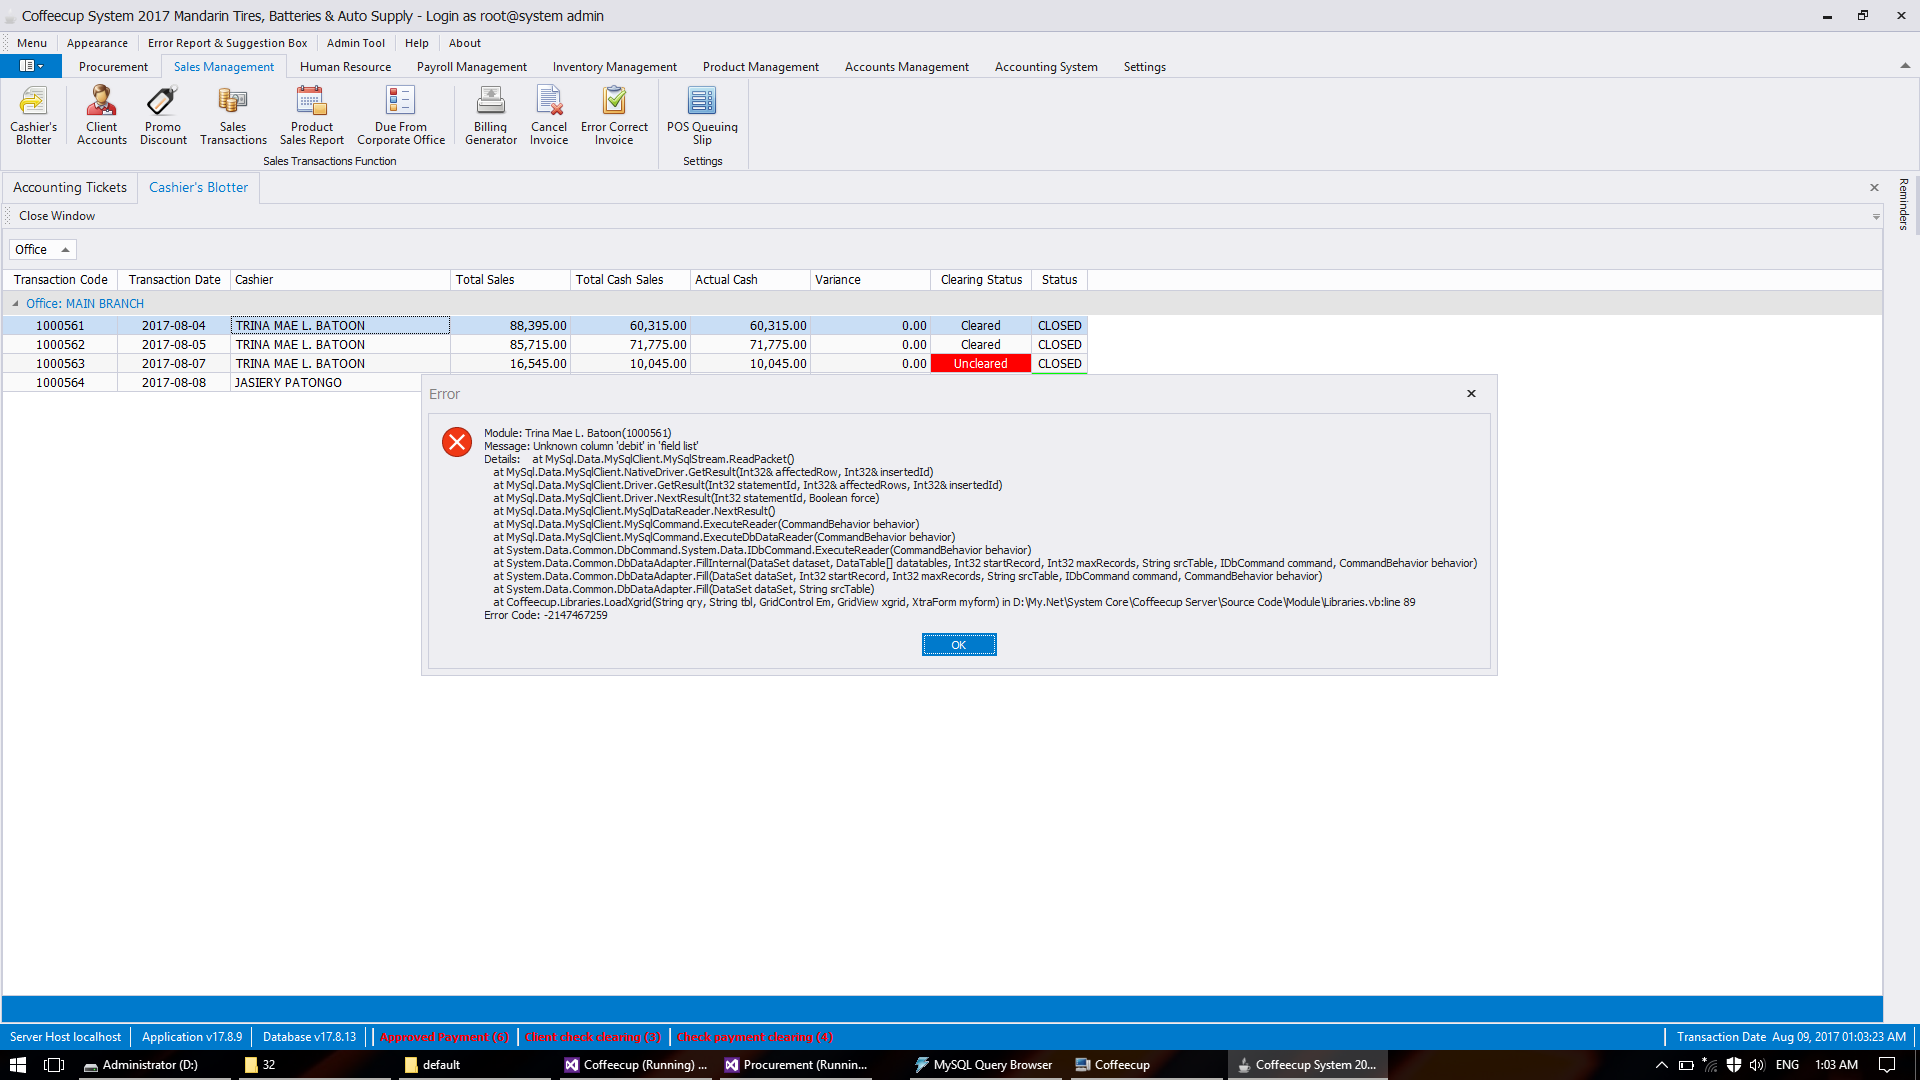 Coffeecup System 2017 Mandarin Tires, Batteries & Auto Supply - Login as root@system admin
Menu Appearance Error Report & Suggestion Box Admin Tool Help About
Procurement Sales Management Human Resource Payroll Management Inventory Management Product Management Accounts Management Accounting System Settings
Cashier's Blotter
Client Accounts
Promo Discount
Sales Transactions
Product Sales Report
Due From Corporate Office
Billing Generator
Cancel Invoice
Error Correct Invoice
POS Queuing Slip
Sales Transactions Function Settings
Accounting Tickets Cashier's Blotter
Reminders
Close Window
Office
Transaction Code Transaction Date Cashier Total Sales Total Cash Sales Actual Cash Variance Clearing Status Status
Office: MAIN BRANCH
1000561 2017-08-04 TRINA MAE L. BATOON 88,395.00 60,315.00 60,315.00 0.00 Cleared CLOSED
1000562 2017-08-05 TRINA MAE L. BATOON 85,715.00 71,775.00 71,775.00 0.00 Cleared CLOSED
1000563 2017-08-07 TRINA MAE L. BATOON 16,545.00 10,045.00 10,045.00 0.00 Uncleared CLOSED
1000564 2017-08-08 JASIERY PATONGO
Error
Module: Trina Mae L. Batoon(1000561)
Message: Unknown column 'debit' in 'field list'
Details: at MySql.Data.MySqlClient.MySqlStream.ReadPacket()
at MySql.Data.MySqlClient.NativeDriver.GetResult(Int32& affectedRow, Int32& insertedId)
at MySql.Data.MySqlClient.Driver.GetResult(Int32 statementId, Int32& affectedRows, Int32& insertedId)
at MySql.Data.MySqlClient.Driver.NextResult(Int32 statementId, Boolean force)
at MySql.Data.MySqlClient.MySqlDataReader.NextResult()
at MySql.Data.MySqlClient.MySqlCommand.ExecuteReader(CommandBehavior behavior)
at MySql.Data.MySqlClient.MySqlCommand.ExecuteDbDataReader(CommandBehavior behavior)
at System.Data.Common.DbCommand.System.Data.IDbCommand.ExecuteReader(CommandBehavior behavior)
at System.Data.Common.DbDataAdapter.FillInternal(DataSet dataset, DataTable[] datatables, Int32 startRecord, Int32 maxRecords, String srcTable, IDbCommand command, CommandBehavior behavior)
at System.Data.Common.DbDataAdapter.Fill(DataSet dataSet, Int32 startRecord, Int32 maxRecords, String srcTable, IDbCommand command, CommandBehavior behavior)
at System.Data.Common.DbDataAdapter.Fill(DataSet dataSet, String srcTable)
at Coffeecup.Libraries.LoadXgrid(String qry, String tbl, GridControl Em, GridView xgrid, XtraForm myform) in D:\My.Net\System Core\Coffeecup Server\Source Code\Module\Libraries.vb:line 89
Error Code: -2147467259
OK
Server Host localhost Application v17.8.9 Database v17.8.13 Approved Payment (6) Client check clearing (3) Check payment clearing (4) Transaction Date Aug 09, 2017 01:03:23 AM
Administrator (D:) 32 default Coffeecup (Running) ... Procurement (Runnin... MySQL Query Browser Coffeecup Coffeecup System 20... ENG 1:03 AM